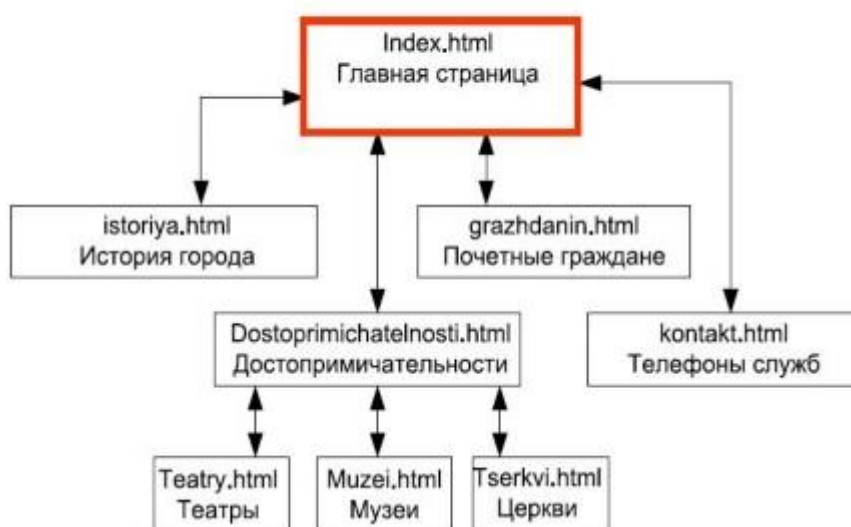 Index.html
Главная страница
istoriya.html
История города
grazhdanin.html
Почетные граждане
Dostoprimichatelnosti.html
Достопримичательности
kontakt.html
Телефоны служб
Teatry.html
Театры
Muzei.html
Музеи
Tserkvi.html
Церкви